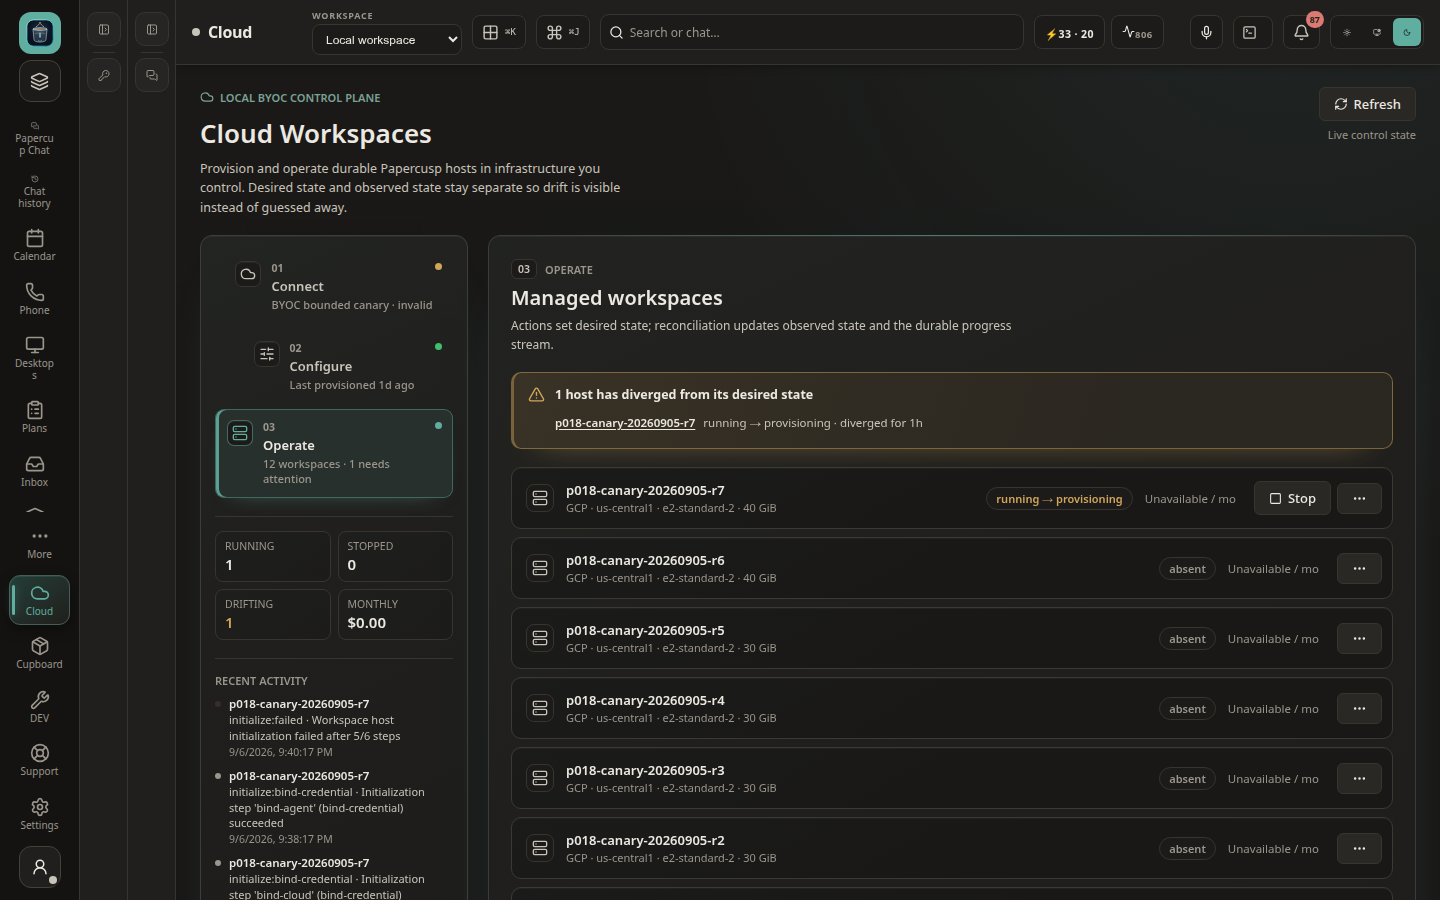 Papercu
p Chat
Chat
history
Calendar
Phone
Desktop
s
Plans
Inbox
More
Cloud
Cupboard
DEV
Support
Settings
Cloud
WORKSPACE
Local workspace
⌘K
⌘J
Search or chat...
⚡33 · 20
806
87
LOCAL BYOC CONTROL PLANE
Cloud Workspaces
Provision and operate durable Papercusp hosts in infrastructure you
control. Desired state and observed state stay separate so drift is visible
instead of guessed away.
Refresh
Live control state
01
Connect
BYOC bounded canary · invalid
02
Configure
Last provisioned 1d ago
03
Operate
12 workspaces · 1 needs
attention
RUNNING
1
STOPPED
0
DRIFTING
1
MONTHLY
$0.00
RECENT ACTIVITY
p018-canary-20260905-r7
initialize:failed · Workspace host
initialization failed after 5/6 steps
9/6/2026, 9:40:17 PM
p018-canary-20260905-r7
initialize:bind-credential · Initialization
step 'bind-agent' (bind-credential)
succeeded
9/6/2026, 9:38:17 PM
p018-canary-20260905-r7
initialize:bind-credential · Initialization
step 'bind-cloud' (bind-credential)
03 OPERATE
Managed workspaces
Actions set desired state; reconciliation updates observed state and the durable progress
stream.
1 host has diverged from its desired state
p018-canary-20260905-r7 running → provisioning · diverged for 1h
p018-canary-20260905-r7
GCP · us-central1 · e2-standard-2 · 40 GiB
running → provisioning
Unavailable / mo
Stop
p018-canary-20260905-r6
GCP · us-central1 · e2-standard-2 · 40 GiB
absent
Unavailable / mo
p018-canary-20260905-r5
GCP · us-central1 · e2-standard-2 · 30 GiB
absent
Unavailable / mo
p018-canary-20260905-r4
GCP · us-central1 · e2-standard-2 · 30 GiB
absent
Unavailable / mo
p018-canary-20260905-r3
GCP · us-central1 · e2-standard-2 · 30 GiB
absent
Unavailable / mo
p018-canary-20260905-r2
GCP · us-central1 · e2-standard-2 · 30 GiB
absent
Unavailable / mo